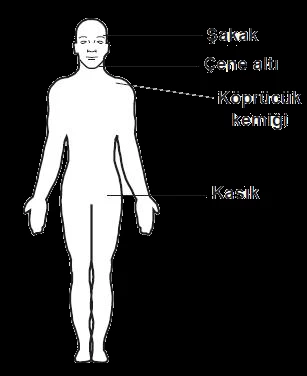 Şakak
Çene altı
Köprücük
kemiği
Kasık